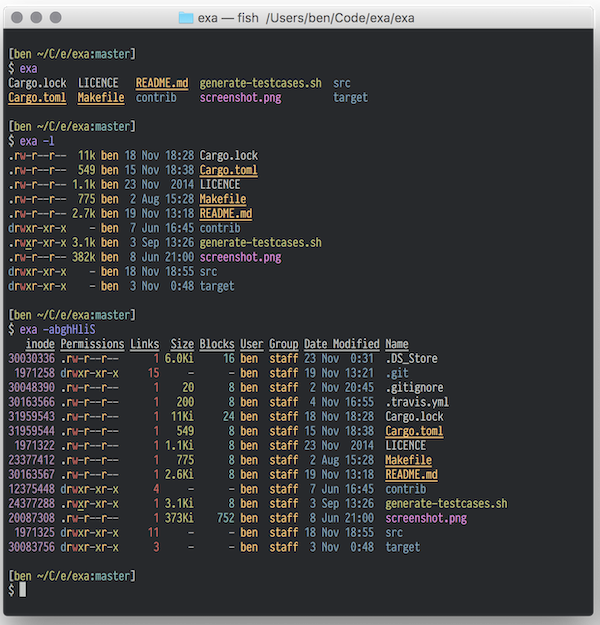 exa — fish /Users/ben/Code/exa/exa
[ben ~/C/e/exa:master]
$ exa
Cargo.lock LICENCE README.md generate-testcases.sh src
Cargo.toml Makefile contrib screenshot.png target
[ben ~/C/e/exa:master]
$ exa -l
.rw-r--r-- 11k ben 18 Nov 18:28 Cargo.lock
.rw-r--r-- 549 ben 15 Nov 18:38 Cargo.toml
.rw-r--r-- 1.1k ben 23 Nov 2014 LICENCE
.rw-r--r-- 775 ben 2 Aug 15:28 Makefile
.rw-r--r-- 2.7k ben 19 Nov 13:18 README.md
drwxr-xr-x - ben 7 Jun 16:45 contrib
.rwxr-xr-x 3.1k ben 3 Sep 13:26 generate-testcases.sh
.rw-r--r-- 382k ben 8 Jun 21:00 screenshot.png
drwxr-xr-x - ben 18 Nov 18:55 src
drwxr-xr-x - ben 3 Nov 0:48 target
[ben ~/C/e/exa:master]
$ exa -abghHliS
inode Permissions Links Size Blocks User Group Date Modified Name
30030336 .rw-r--r-- 1 6.0Ki 16 ben staff 23 Nov 0:31 .DS_Store
1971258 drwxr-xr-x 15 - - ben staff 19 Nov 13:21 .git
30048390 .rw-r--r-- 1 20 8 ben staff 2 Nov 20:45 .gitignore
30163566 .rw-r--r-- 1 200 8 ben staff 4 Nov 16:55 .travis.yml
31959543 .rw-r--r-- 1 11Ki 24 ben staff 18 Nov 18:28 Cargo.lock
31959544 .rw-r--r-- 1 549 8 ben staff 15 Nov 18:38 Cargo.toml
1971322 .rw-r--r-- 1 1.1Ki 8 ben staff 23 Nov 2014 LICENCE
23377412 .rw-r--r-- 1 775 8 ben staff 2 Aug 15:28 Makefile
30163567 .rw-r--r-- 1 2.6Ki 8 ben staff 19 Nov 13:18 README.md
12375448 drwxr-xr-x 4 - - ben staff 7 Jun 16:45 contrib
24377288 .rwxr-xr-x 1 3.1Ki 8 ben staff 3 Sep 13:26 generate-testcases.sh
20087308 .rw-r--r-- 1 373Ki 752 ben staff 8 Jun 21:00 screenshot.png
1971325 drwxr-xr-x 11 - - ben staff 18 Nov 18:55 src
30083756 drwxr-xr-x 3 - - ben staff 3 Nov 0:48 target
[ben ~/C/e/exa:master]
$